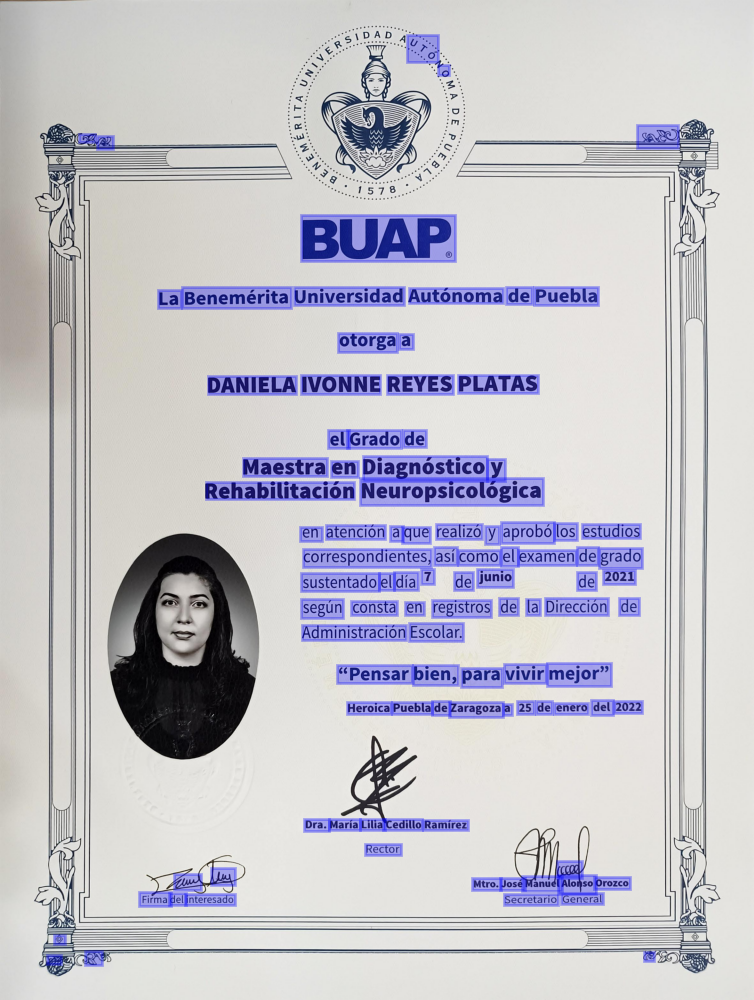 BENEMÉRITA UNIVERSIDAD AUTÓNOMA DE PUEBLA
· 1578 ·
BUAP®
La Benemérita Universidad Autónoma de Puebla
otorga a
DANIELA IVONNE REYES PLATAS
el Grado de
Maestra en Diagnóstico y
Rehabilitación Neuropsicológica
en atención a que realizó y aprobó los estudios
correspondientes, así como el examen de grado
sustentado el día 7 de junio de 2021
según consta en registros de la Dirección de
Administración Escolar.
“Pensar bien, para vivir mejor”
Heroica Puebla de Zaragoza a 25 de enero del 2022
Dra. María Lilia Cedillo Ramírez
Rector
Firma del interesado
Mtro. José Manuel Alonso Orozco
Secretario General